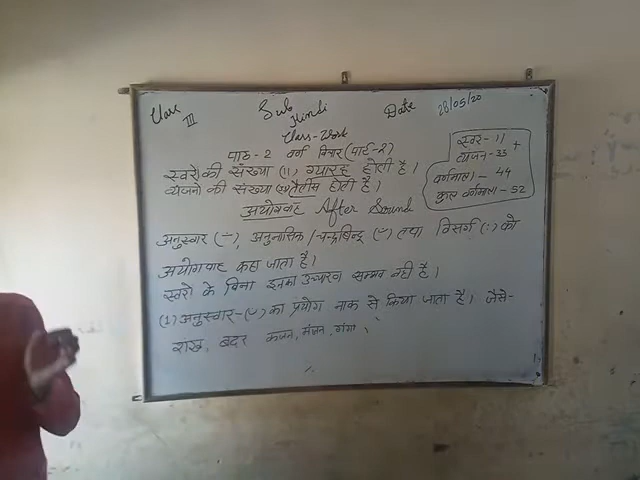 Class III Sub Hindi Date 28/05/20
Class-Work
पाठ-2 वर्ण विचार (पार्ट-2)
स्वरों की संख्या (11) ग्यारह होती है।
व्यंजनों की संख्या (33) तैतीस होती है।
स्वर - 11 +
व्यंजन - 33
वर्णमाला - 44
कुल वर्णमाला - 52
अयोगवाह After Sound
अनुस्वार (ं), अनुनासिक/चन्द्रबिन्दु (ँ) तथा विसर्ग (:) को
अयोगवाह कहा जाता है।
स्वरों के बिना इनका उच्चारण सम्भव नहीं है।
(1) अनुस्वार- का प्रयोग नाक से किया जाता है। जैसे-
शंख, बंदर, कंगन, मंजन, गंगा,